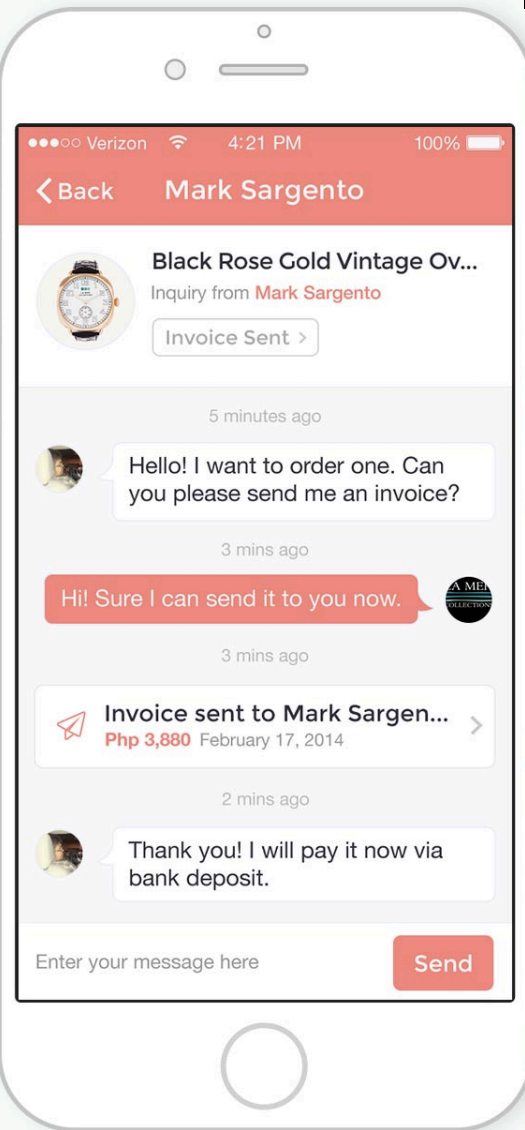 Verizon 4:21 PM 100%
Back Mark Sargento
Black Rose Gold Vintage Ov...
Inquiry from Mark Sargento
Invoice Sent >
5 minutes ago
Hello! I want to order one. Can
you please send me an invoice?
3 mins ago
Hi! Sure I can send it to you now.
3 mins ago
Invoice sent to Mark Sargen...
Php 3,880 February 17, 2014
2 mins ago
Thank you! I will pay it now via
bank deposit.
Enter your message here Send